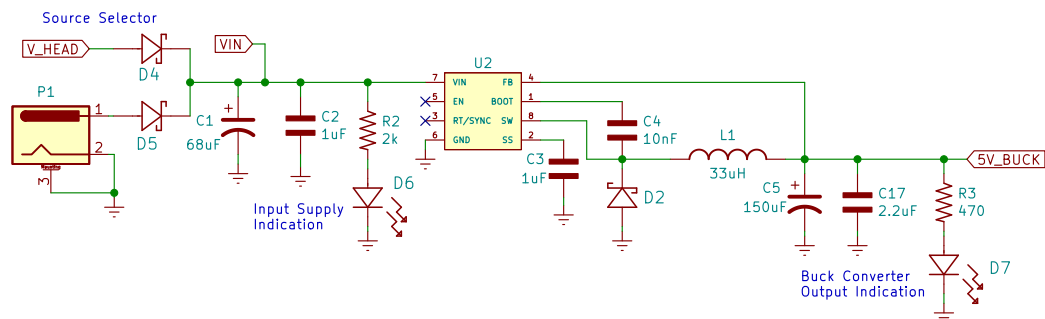 Source Selector
V_HEAD
D4
VIN
P1
1
2
3
Mounting
D5
C1
68uF
C2
1uF
R2
2k
D6
Input Supply
Indication
U2
7
VIN
FB
4
5
EN
BOOT
1
3
RT/SYNC
SW
8
6
GND
SS
2
C3
1uF
C4
10nF
D2
L1
33uH
5V_BUCK
C5
150uF
C17
2.2uF
R3
470
D7
Buck Converter
Output Indication